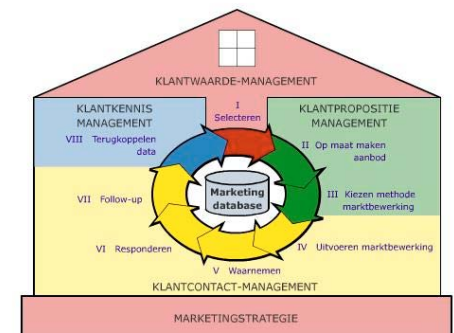 KLANTWAARDE-MANAGEMENT
KLANTKENNIS
MANAGEMENT
I
Selecteren
KLANTPROPOSITIE
MANAGEMENT
VIII Terugkoppelen
data
II Op maat maken
aanbod
VII Follow-up
Marketing
database
III Kiezen methode
marktbewerking
VI Responderen
IV Uitvoeren marktbewerking
V Waarnemen
KLANTCONTACT-MANAGEMENT
MARKETINGSTRATEGIE